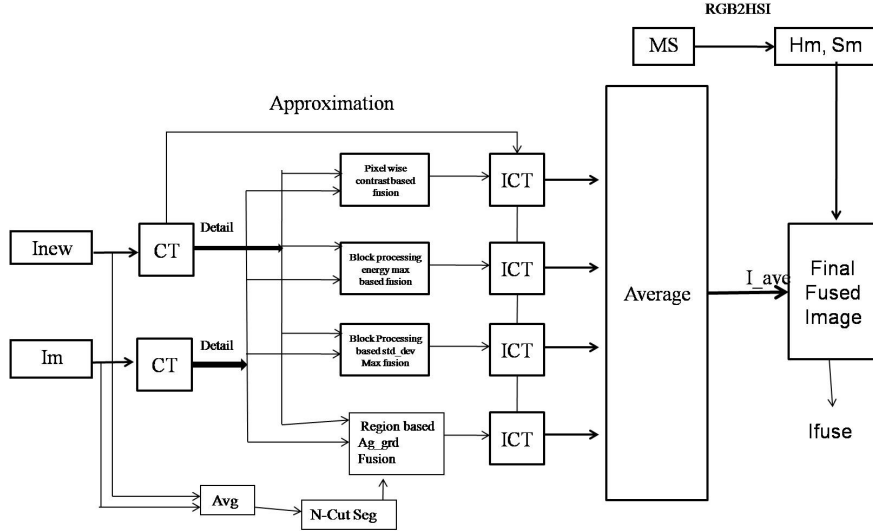 RGB2HSI
MS
Hm, Sm
Approximation
Pixel wise
contrast based
fusion
ICT
Detail
Inew
CT
Block processing
energy max
based fusion
ICT
Average
I_ave
Final
Fused
Image
Detail
Im
CT
Block Processing
based std_dev
Max fusion
ICT
Region based
Ag_grd
Fusion
ICT
Ifuse
Avg
N-Cut Seg